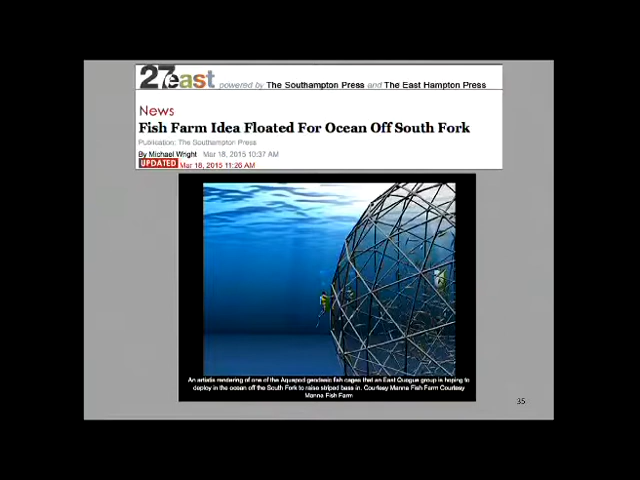 27east powered by The Southampton Press and The East Hampton Press
News
Fish Farm Idea Floated For Ocean Off South Fork
Publication: The Southampton Press
By Michael Wright Mar 18, 2015 10:37 AM
UPDATED Mar 18, 2015 11:26 AM
An artists rendering of one of the Aquapod geodesic fish cages that an East Quogue group is hoping to
deploy in the ocean off the South Fork to raise striped bass in. Courtesy Manna Fish Farm Courtesy
Manna Fish Farm
35